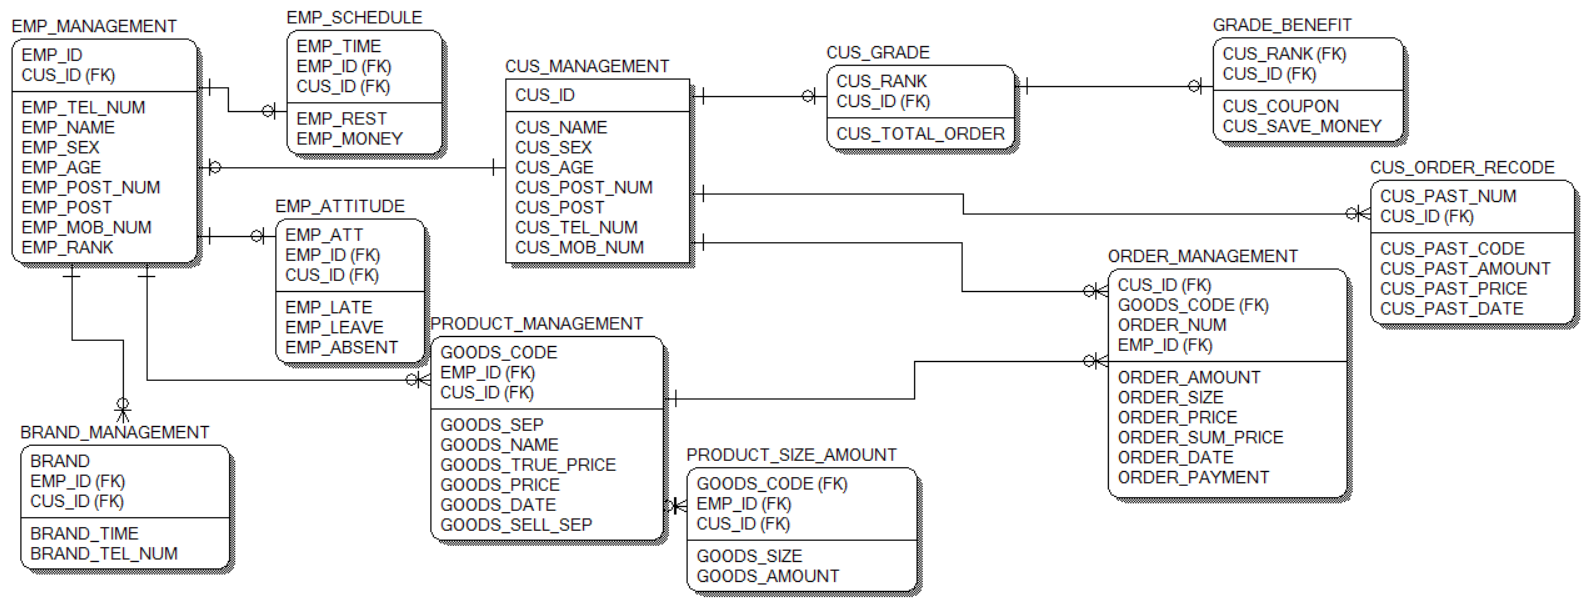 EMP_MANAGEMENT
EMP_ID
CUS_ID (FK)
EMP_TEL_NUM
EMP_NAME
EMP_SEX
EMP_AGE
EMP_POST_NUM
EMP_POST
EMP_MOB_NUM
EMP_RANK
EMP_SCHEDULE
EMP_TIME
EMP_ID (FK)
CUS_ID (FK)
EMP_REST
EMP_MONEY
EMP_ATTITUDE
EMP_ATT
EMP_ID (FK)
CUS_ID (FK)
EMP_LATE
EMP_LEAVE
EMP_ABSENT
CUS_MANAGEMENT
CUS_ID
CUS_NAME
CUS_SEX
CUS_AGE
CUS_POST_NUM
CUS_POST
CUS_TEL_NUM
CUS_MOB_NUM
CUS_GRADE
CUS_RANK
CUS_ID (FK)
CUS_TOTAL_ORDER
GRADE_BENEFIT
CUS_RANK (FK)
CUS_ID (FK)
CUS_COUPON
CUS_SAVE_MONEY
CUS_ORDER_RECODE
CUS_PAST_NUM
CUS_ID (FK)
CUS_PAST_CODE
CUS_PAST_AMOUNT
CUS_PAST_PRICE
CUS_PAST_DATE
ORDER_MANAGEMENT
CUS_ID (FK)
GOODS_CODE (FK)
ORDER_NUM
EMP_ID (FK)
ORDER_AMOUNT
ORDER_SIZE
ORDER_PRICE
ORDER_SUM_PRICE
ORDER_DATE
ORDER_PAYMENT
PRODUCT_MANAGEMENT
GOODS_CODE
EMP_ID (FK)
CUS_ID (FK)
GOODS_SEP
GOODS_NAME
GOODS_TRUE_PRICE
GOODS_PRICE
GOODS_DATE
GOODS_SELL_SEP
BRAND_MANAGEMENT
BRAND
EMP_ID (FK)
CUS_ID (FK)
BRAND_TIME
BRAND_TEL_NUM
PRODUCT_SIZE_AMOUNT
GOODS_CODE (FK)
EMP_ID (FK)
CUS_ID (FK)
GOODS_SIZE
GOODS_AMOUNT